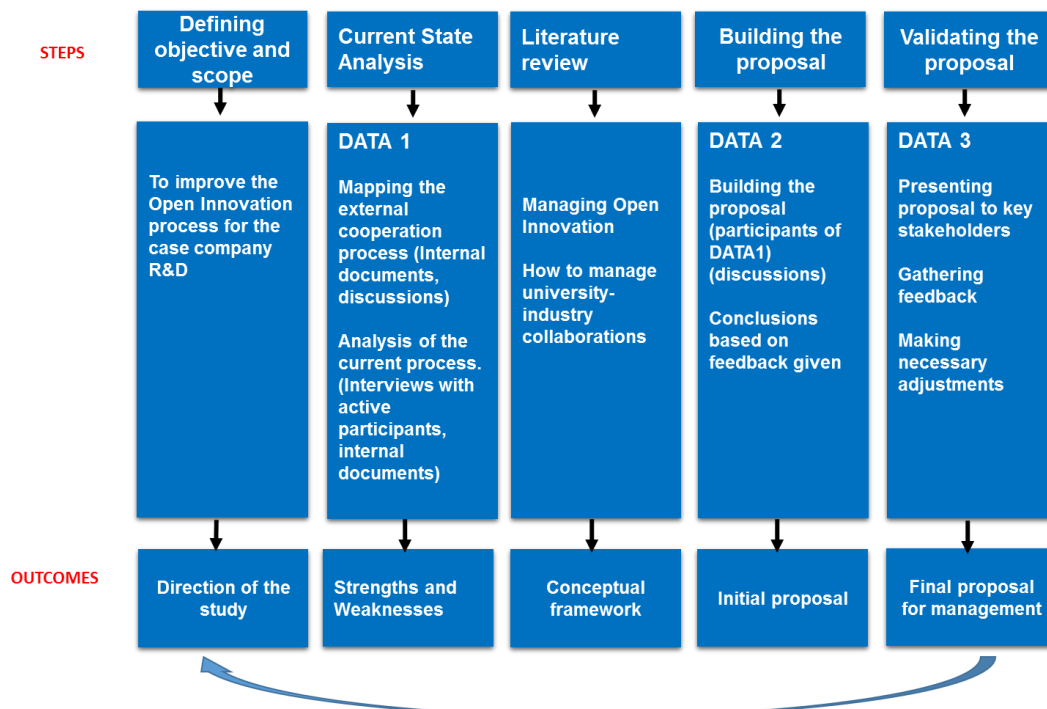 STEPS
Defining
objective and
scope
Current State
Analysis
Literature
review
Building the
proposal
Validating the
proposal
To improve the
Open Innovation
process for the
case company
R&D
DATA 1
Mapping the
external
cooperation
process (Internal
documents,
discussions)
Analysis of the
current process.
(Interviews with
active
participants,
internal
documents)
Managing Open
Innovation
How to manage
university-
industry
collaborations
DATA 2
Building the
proposal
(participants of
DATA1)
(discussions)
Conclusions
based on
feedback given
DATA 3
Presenting
proposal to key
stakeholders
Gathering
feedback
Making
necessary
adjustments
OUTCOMES
Direction of the
study
Strengths and
Weaknesses
Conceptual
framework
Initial proposal
Final proposal
for management